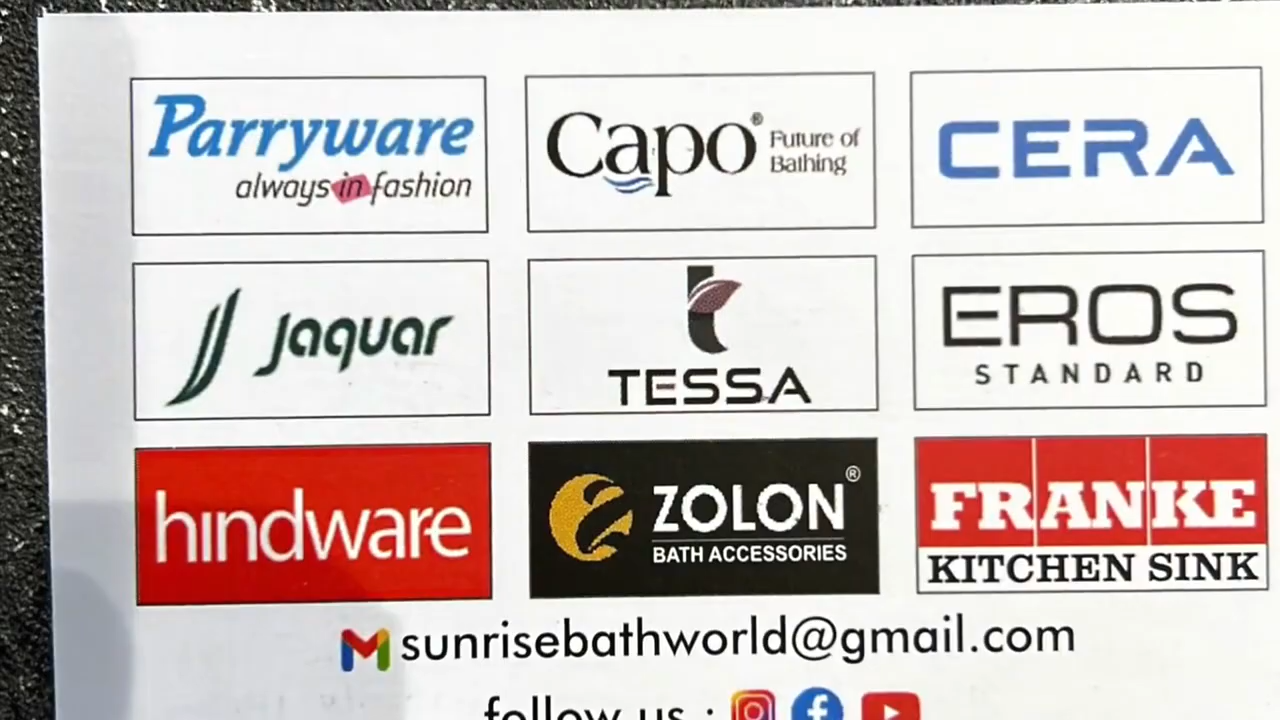 Parryware
always in fashion
Capo® Future of
Bathing
CERA
Jaquar
TESSA
EROS
STANDARD
hindware
ZOLON®
BATH ACCESSORIES
FRANKE
KITCHEN SINK
sunrisebathworld@gmail.com
follow us :